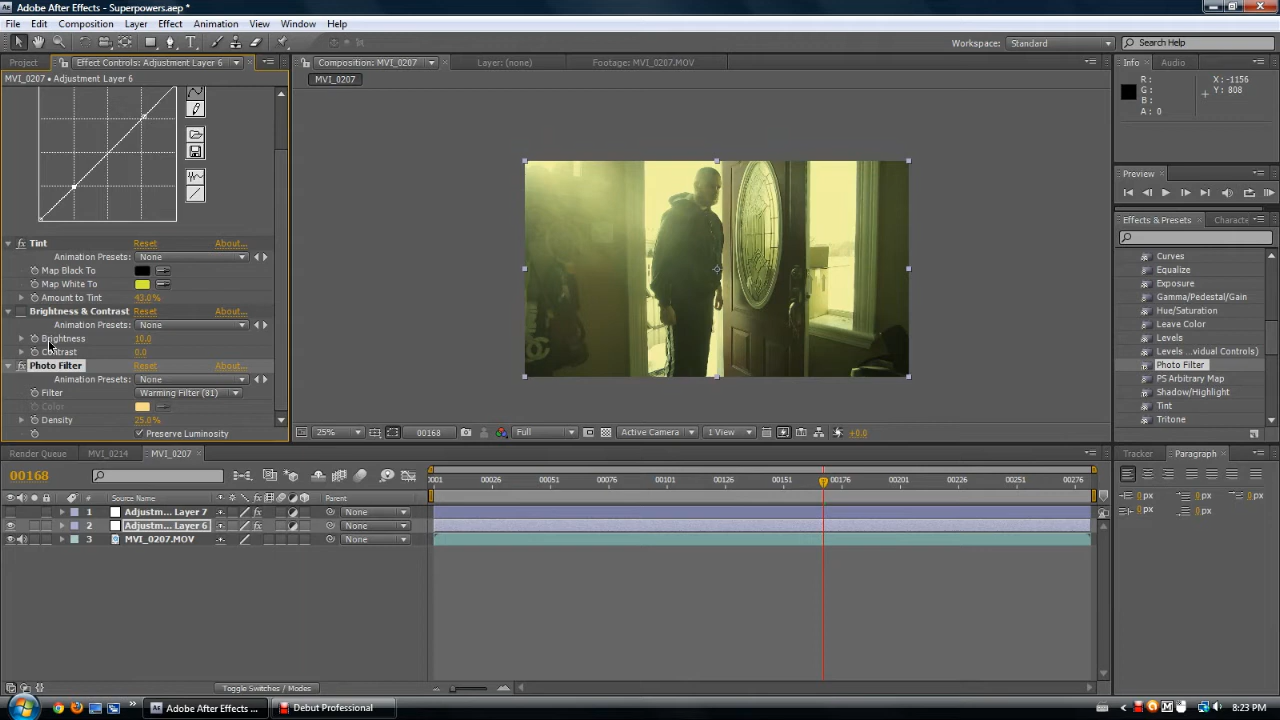 Adobe After Effects - Superpowers.aep *
File Edit Composition Layer Effect Animation View Window Help
Workspace: Standard Search Help
Project Effect Controls: Adjustment Layer 6 Composition: MVI_0207 Layer: (none) Footage: MVI_0207.MOV Info Audio
MVI_0207 • Adjustment Layer 6 MVI_0207
R: X: -1156
G: Y: 808
B:
A: 0
Preview
Effects & Presets Characte
Tint Reset About...
Animation Presets: None
Map Black To
Map White To
Amount to Tint 43.0%
Brightness & Contrast Reset About...
Animation Presets: None
Brightness 10.0
Contrast 0.0
Photo Filter Reset About...
Animation Presets: None
Filter Warming Filter (81)
Color
Density 25.0%
Preserve Luminosity
Curves
Equalize
Exposure
Gamma/Pedestal/Gain
Hue/Saturation
Leave Color
Levels
Levels ...vidual Controls)
Photo Filter
PS Arbitrary Map
Shadow/Highlight
Tint
Tritone
25% 00168 Full Active Camera 1 View +0.0
Render Queue MVI_0214 MVI_0207 Tracker Paragraph
00168 0001 00026 00051 00076 00101 00126 00151 00176 00201 00226 00251 00276
# Source Name Parent
1 Adjustm... Layer 7 None
2 Adjustm... Layer 6 None
3 MVI_0207.MOV None
0 px 0 px 0 px
0 px 0 px
Toggle Switches / Modes
Adobe After Effects ... Debut Professional 8:23 PM